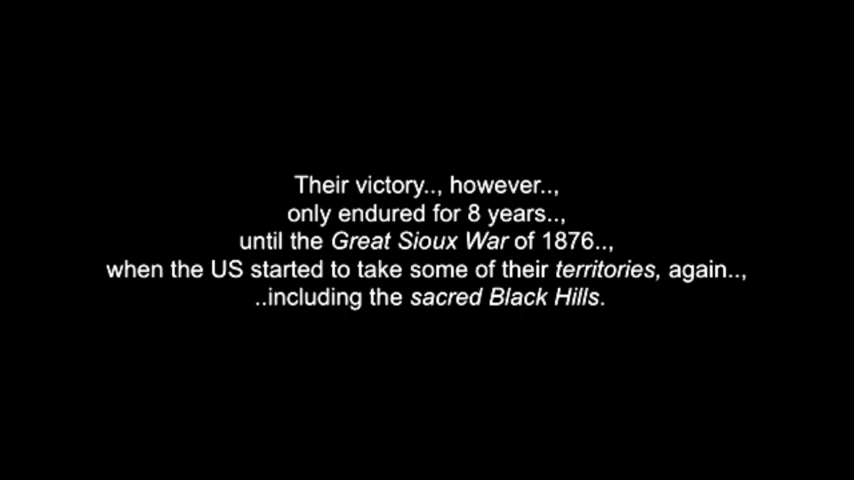 Their victory.., however..,
only endured for 8 years..,
until the Great Sioux War of 1876..,
when the US started to take some of their territories, again..,
..including the sacred Black Hills.